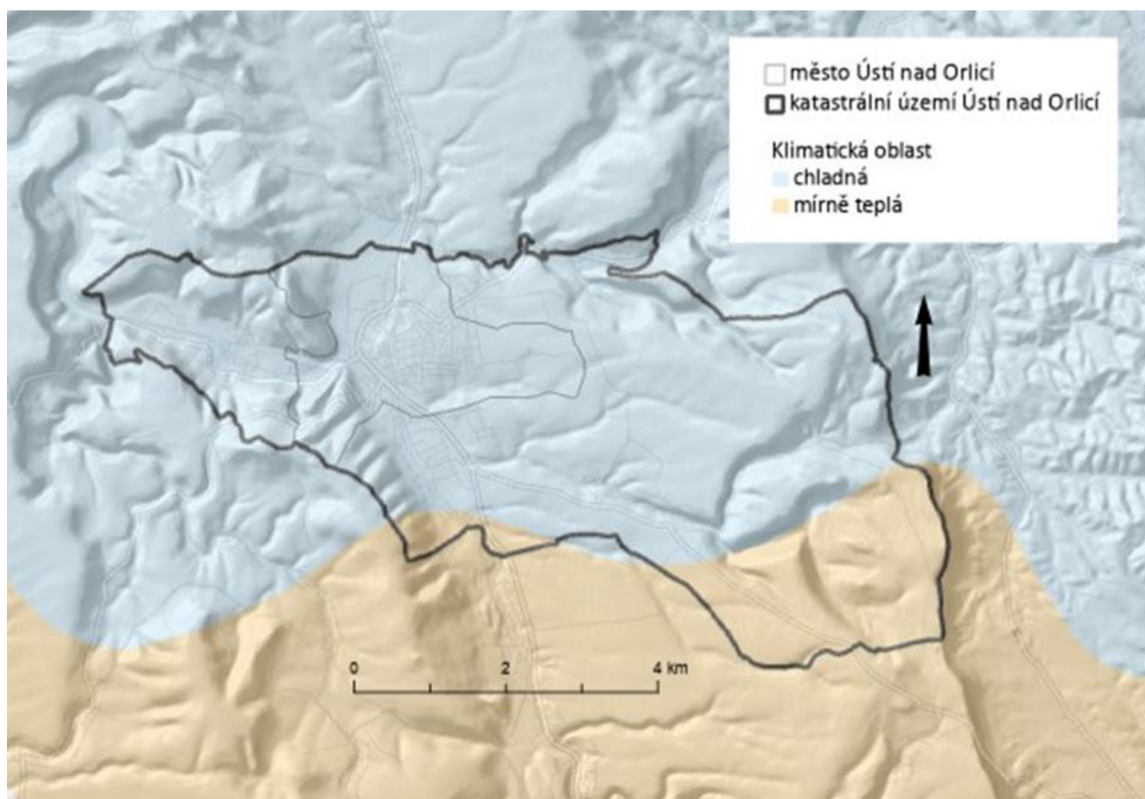 město Ústí nad Orlicí
katastrální území Ústí nad Orlicí
Klimatická oblast
chladná
mírně teplá
0 2 4 km